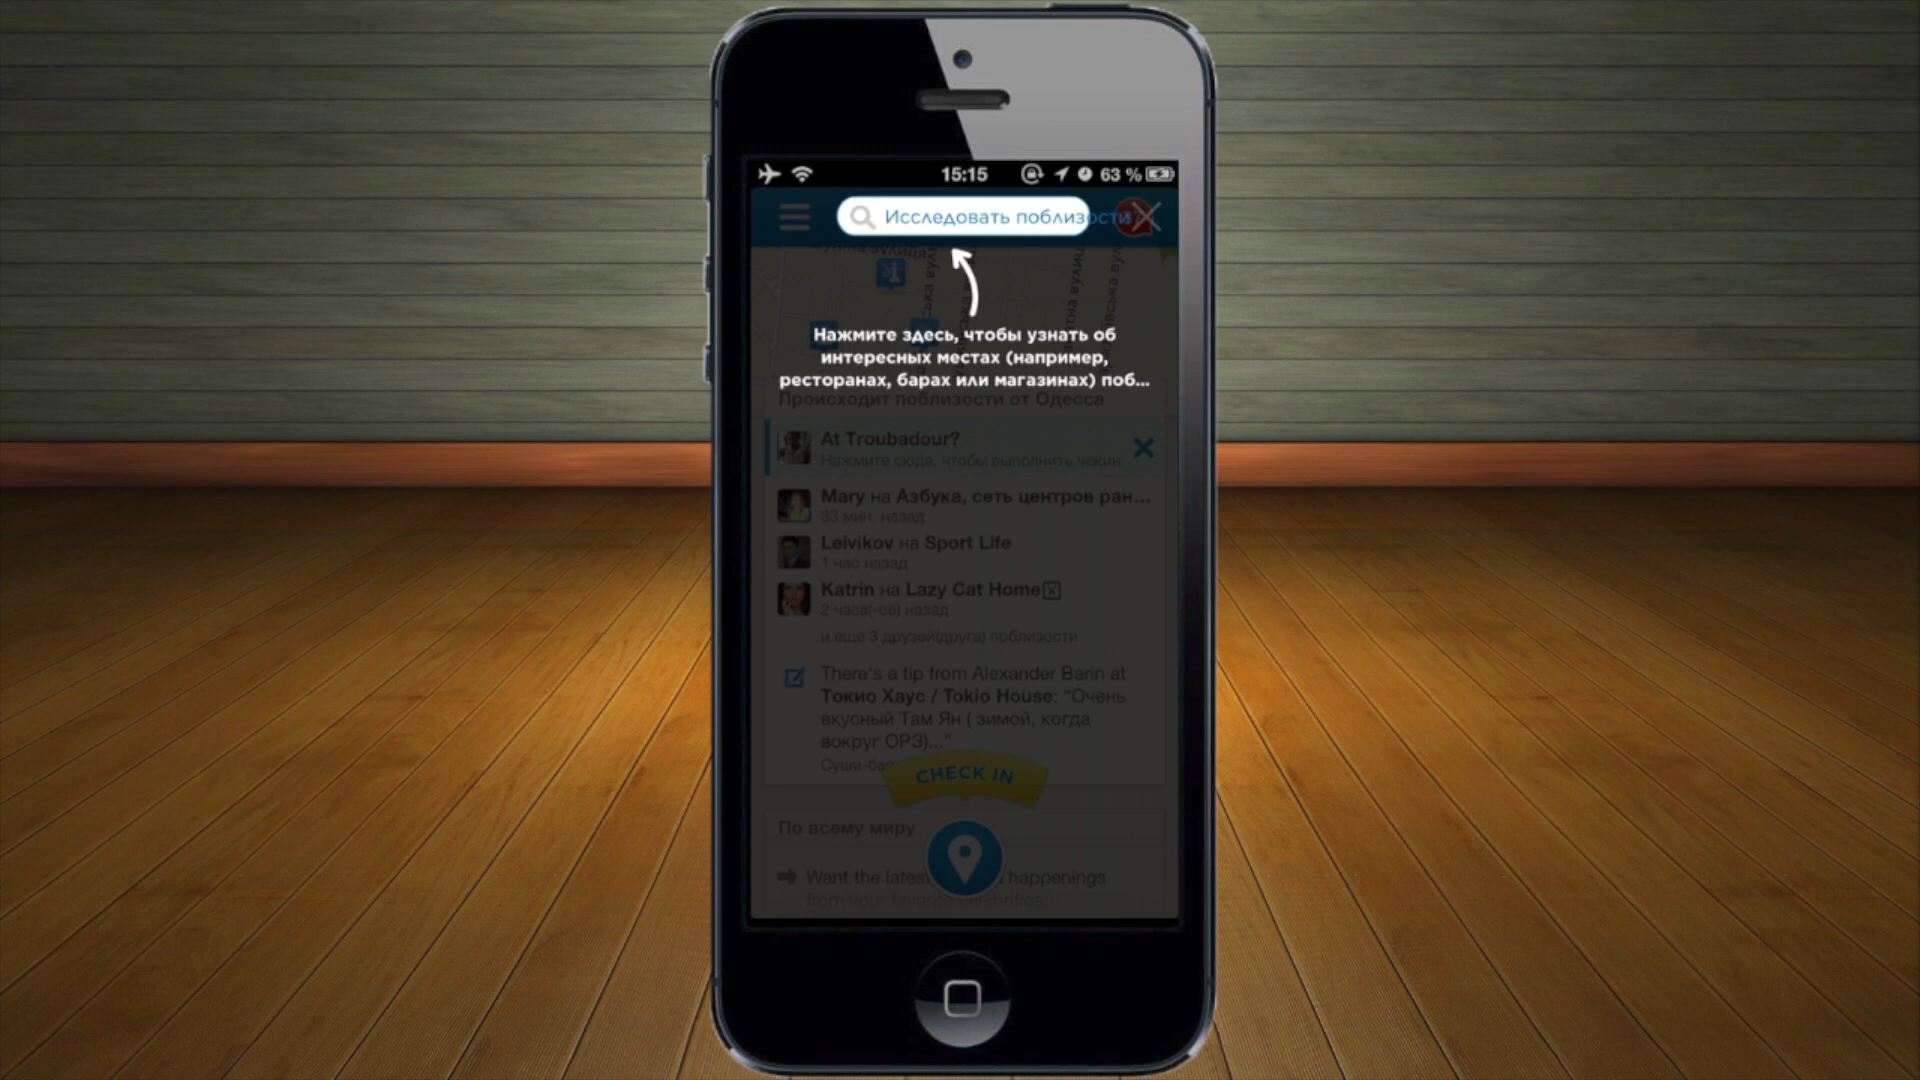 15:15 63 %
Исследовать поблизости
Нажмите здесь, чтобы узнать об
интересных местах (например,
ресторанах, барах или магазинах) поб...
Происходит поблизости от Одесса
At Troubadour?
Нажмите сюда, чтобы выполнить чекин
Mary на Азбука, сеть центров ран...
33 мин. назад
Leivikov на Sport Life
1 час назад
Katrin на Lazy Cat Home
2 часа(-ов) назад
и еще 3 друзей(друга) поблизости
There's a tip from Alexander Barin at
Токио Хаус / Tokio House: "Очень
вкусный Там Ян ( зимой, когда
вокруг ОРЗ)..."
CHECK IN
По всему миру
Want the latest happenings
from your favorite celebrities,